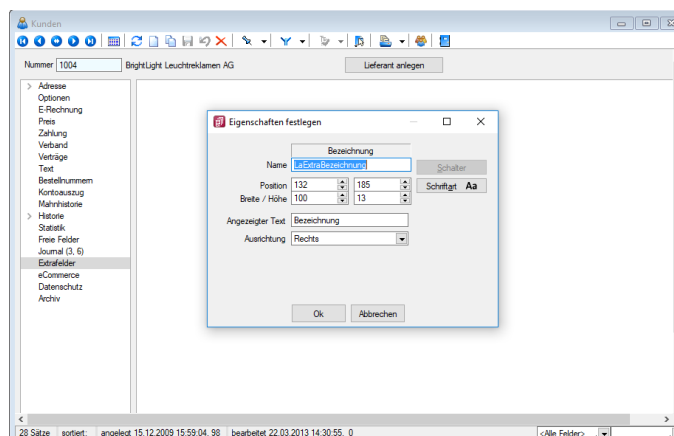 Kunden
Nummer 1004 BrightLight Leuchtreklamen AG Lieferant anlegen
Adresse
Optionen
E-Rechnung
Preis
Zahlung
Verband
Verträge
Text
Bestellnummern
Kontoauszug
Mahnhistorie
Historie
Statistik
Freie Felder
Journal (3, 6)
Extrafelder
eCommerce
Datenschutz
Archiv
Eigenschaften festlegen
Bezeichnung
Name LaExtraBezeichnung Schalter
Position 132 185 Schriftart Aa
Breite / Höhe 100 13
Angezeigter Text Bezeichnung
Ausrichtung Rechts
Ok Abbrechen
28 Sätze sortiert: angelegt 15.12.2009 15:59:04, 98 bearbeitet 22.03.2013 14:30:55, 0 <Alle Felder>